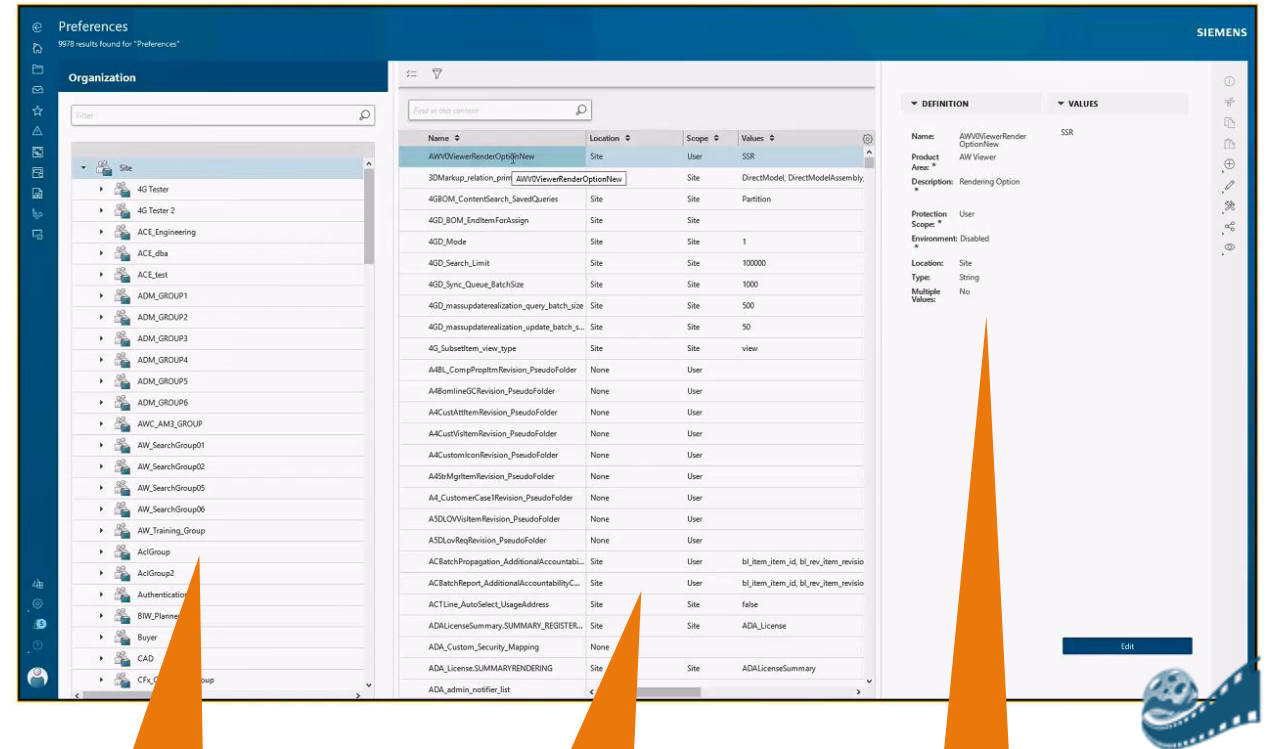 Preferences
9978 results found for "Preferences"
SIEMENS
Organization
Filter
Site
4G Tester
4G Tester 2
ACE_Engineering
ACE_dba
ACE_test
ADM_GROUP1
ADM_GROUP2
ADM_GROUP3
ADM_GROUP4
ADM_GROUP5
ADM_GROUP6
AWC_AM3_GROUP
AW_SearchGroup01
AW_SearchGroup02
AW_SearchGroup05
AW_SearchGroup06
AW_Training_Group
AclGroup
AclGroup2
Authentication
BIW_Planne
Buyer
CAD
Find in this content
Name Location Scope Values
AWV0ViewerRenderOptionNew Site User SSR
3DMarkup_relation_prim Site DirectModel, DirectModelAssembly,
AWV0ViewerRenderOptionNew
4GBOM_ContentSearch_SavedQueries Site Site Partition
4GD_BOM_EndItemForAssign Site Site
4GD_Mode Site Site 1
4GD_Search_Limit Site Site 100000
4GD_Sync_Queue_BatchSize Site Site 1000
4GD_massupdaterealization_query_batch_size Site Site 500
4GD_massupdaterealization_update_batch_s... Site Site 50
4G_SubsetItem_view_type Site Site view
A4BL_CompPropItmRevision_PseudoFolder None User
A4BomlineGCRevision_PseudoFolder None User
A4CustAttItemRevision_PseudoFolder None User
A4CustVisItemRevision_PseudoFolder None User
A4CustomIconRevision_PseudoFolder None User
A4StrMgrItemRevision_PseudoFolder None User
A4_CustomerCase1Revision_PseudoFolder None User
A5DLOVVisItemRevision_PseudoFolder None User
A5DLovReqRevision_PseudoFolder None User
ACBatchPropagation_AdditionalAccountabi... Site User bl_item_item_id, bl_rev_item_revisio
ACBatchReport_AdditionalAccountabilityC... Site User bl_item_item_id, bl_rev_item_revisio
ACTLine_AutoSelect_UsageAddress Site Site false
ADALicenseSummary.SUMMARY_REGISTER... Site Site ADA_License
ADA_Custom_Security_Mapping None
ADA_License.SUMMARYRENDERING Site Site ADALicenseSummary
ADA_admin_notifier_list
DEFINITION
Name: AWV0ViewerRender
OptionNew
Product AW Viewer
Area: *
Description: Rendering Option
*
Protection User
Scope: *
Environment: Disabled
*
Location: Site
Type: String
Multiple No
Values:
VALUES
SSR
Edit